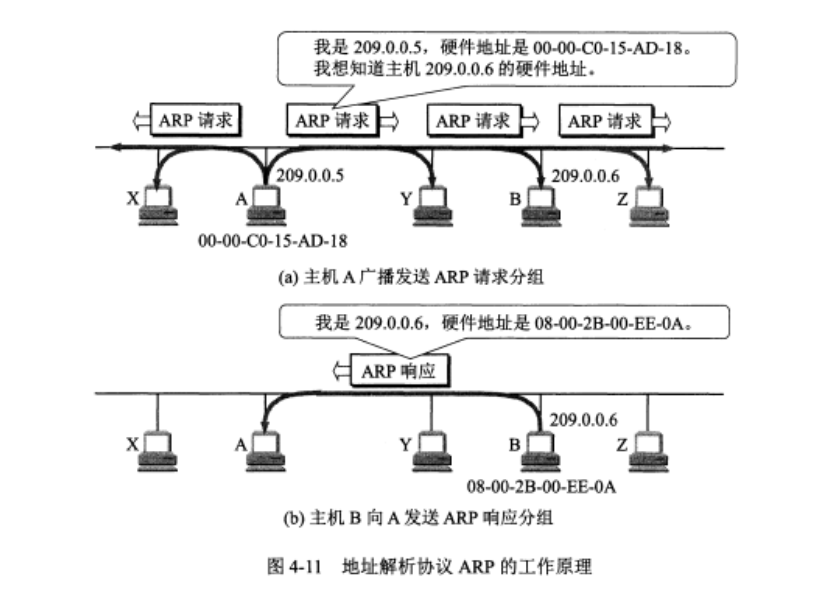 我是 209.0.0.5，硬件地址是 00-00-C0-15-AD-18。
我想知道主机 209.0.0.6 的硬件地址。
ARP 请求
ARP 请求
ARP 请求
ARP 请求
209.0.0.5
209.0.0.6
X
A
Y
B
Z
00-00-C0-15-AD-18
(a) 主机 A 广播发送 ARP 请求分组
我是 209.0.0.6，硬件地址是 08-00-2B-00-EE-0A。
ARP 响应
209.0.0.6
X
A
Y
B
Z
08-00-2B-00-EE-0A
(b) 主机 B 向 A 发送 ARP 响应分组
图 4-11 地址解析协议 ARP 的工作原理